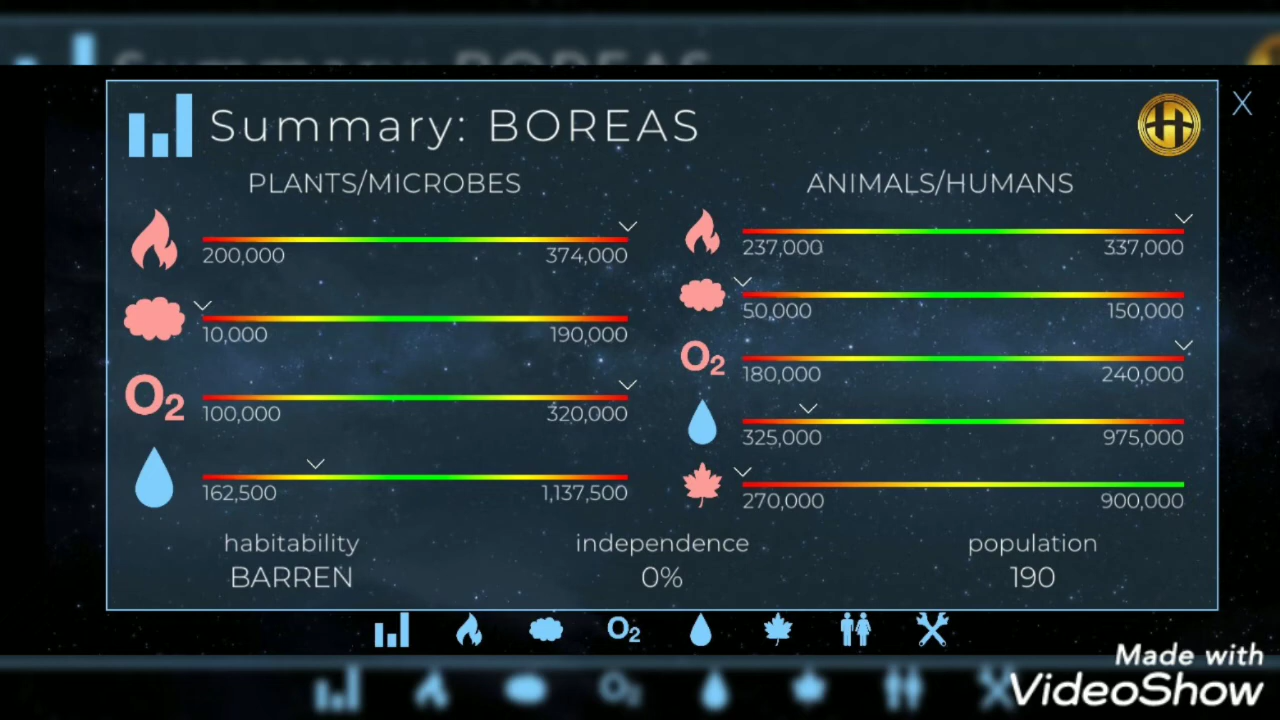 Summary: BOREAS
PLANTS/MICROBES
200,000 374,000
10,000 190,000
O2
100,000 320,000
162,500 1,137,500
ANIMALS/HUMANS
237,000 337,000
50,000 150,000
O2
180,000 240,000
325,000 975,000
270,000 900,000
habitability independence population
BARREN 0% 190
O2
Made with
VideoShow